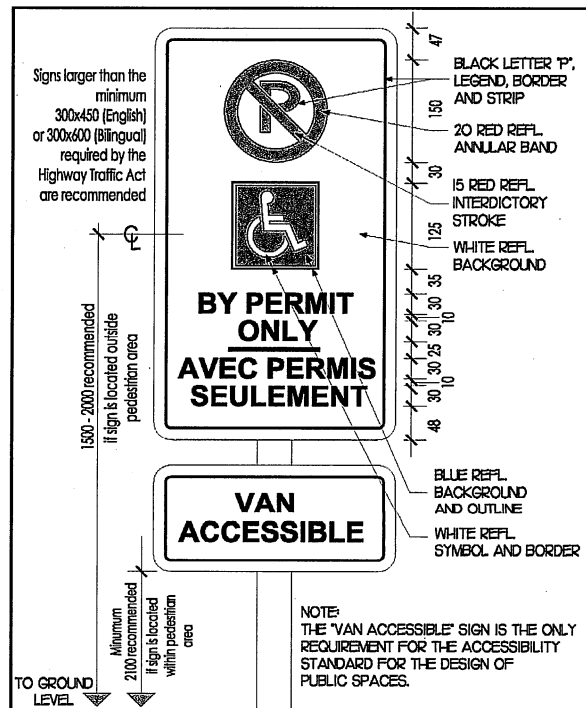 Signs larger than the
minimum
300x450 (English)
or 300x600 (Bilingual)
required by the
Highway Traffic Act
are recommended
P
BY PERMIT
ONLY
AVEC PERMIS
SEULEMENT
VAN
ACCESSIBLE
BLACK LETTER "P",
LEGEND, BORDER
AND STRIP
20 RED REFL.
ANNULAR BAND
15 RED REFL.
INTERDICTORY
STROKE
WHITE REFL.
BACKGROUND
BLUE REFL.
BACKGROUND
AND OUTLINE
WHITE REFL.
SYMBOL AND BORDER
47
150
30
125
35
30
10
30
25
30
10
30
48
CL
1500 - 2000 recommended
if sign is located outside
pedestrian area
Minumum
2100 recommended
if sign is located
within pedestrian
area
TO GROUND
LEVEL
NOTE:
THE "VAN ACCESSIBLE" SIGN IS THE ONLY
REQUIREMENT FOR THE ACCESSIBILITY
STANDARD FOR THE DESIGN OF
PUBLIC SPACES.